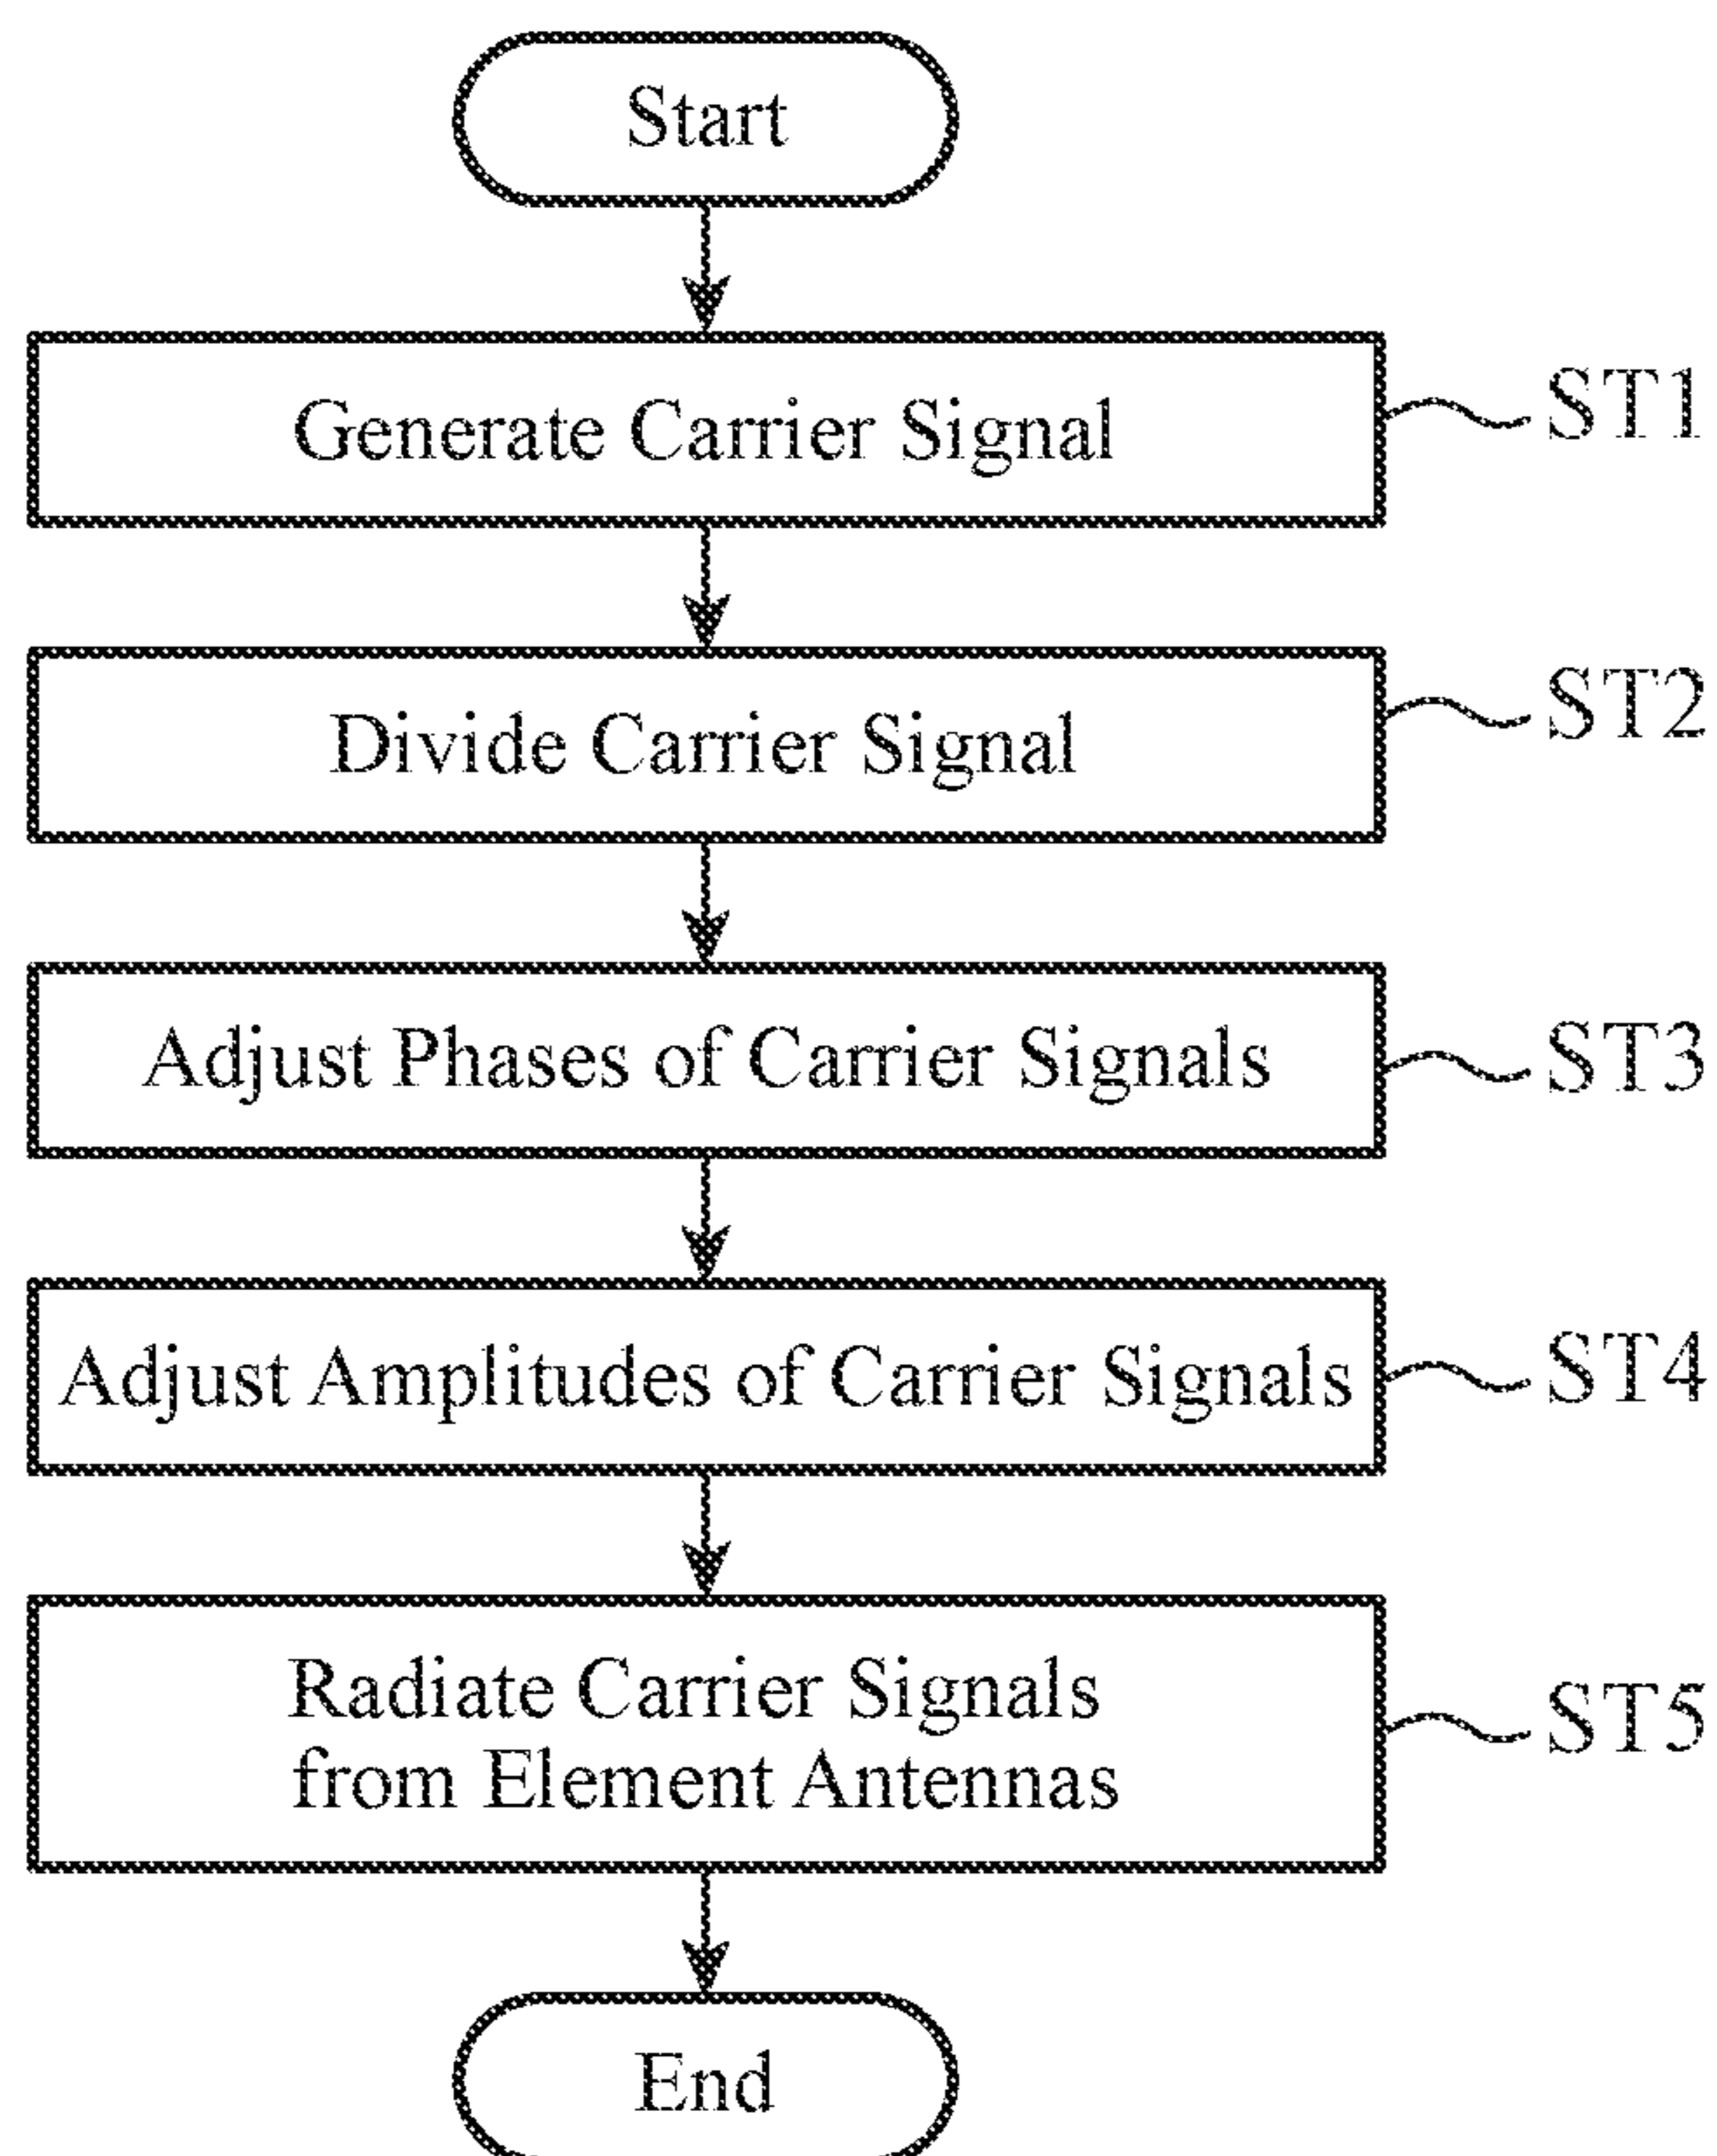 Start
Generate Carrier Signal
ST1
Divide Carrier Signal
ST2
Adjust Phases of Carrier Signals
ST3
Adjust Amplitudes of Carrier Signals
ST4
Radiate Carrier Signals
from Element Antennas
ST5
End